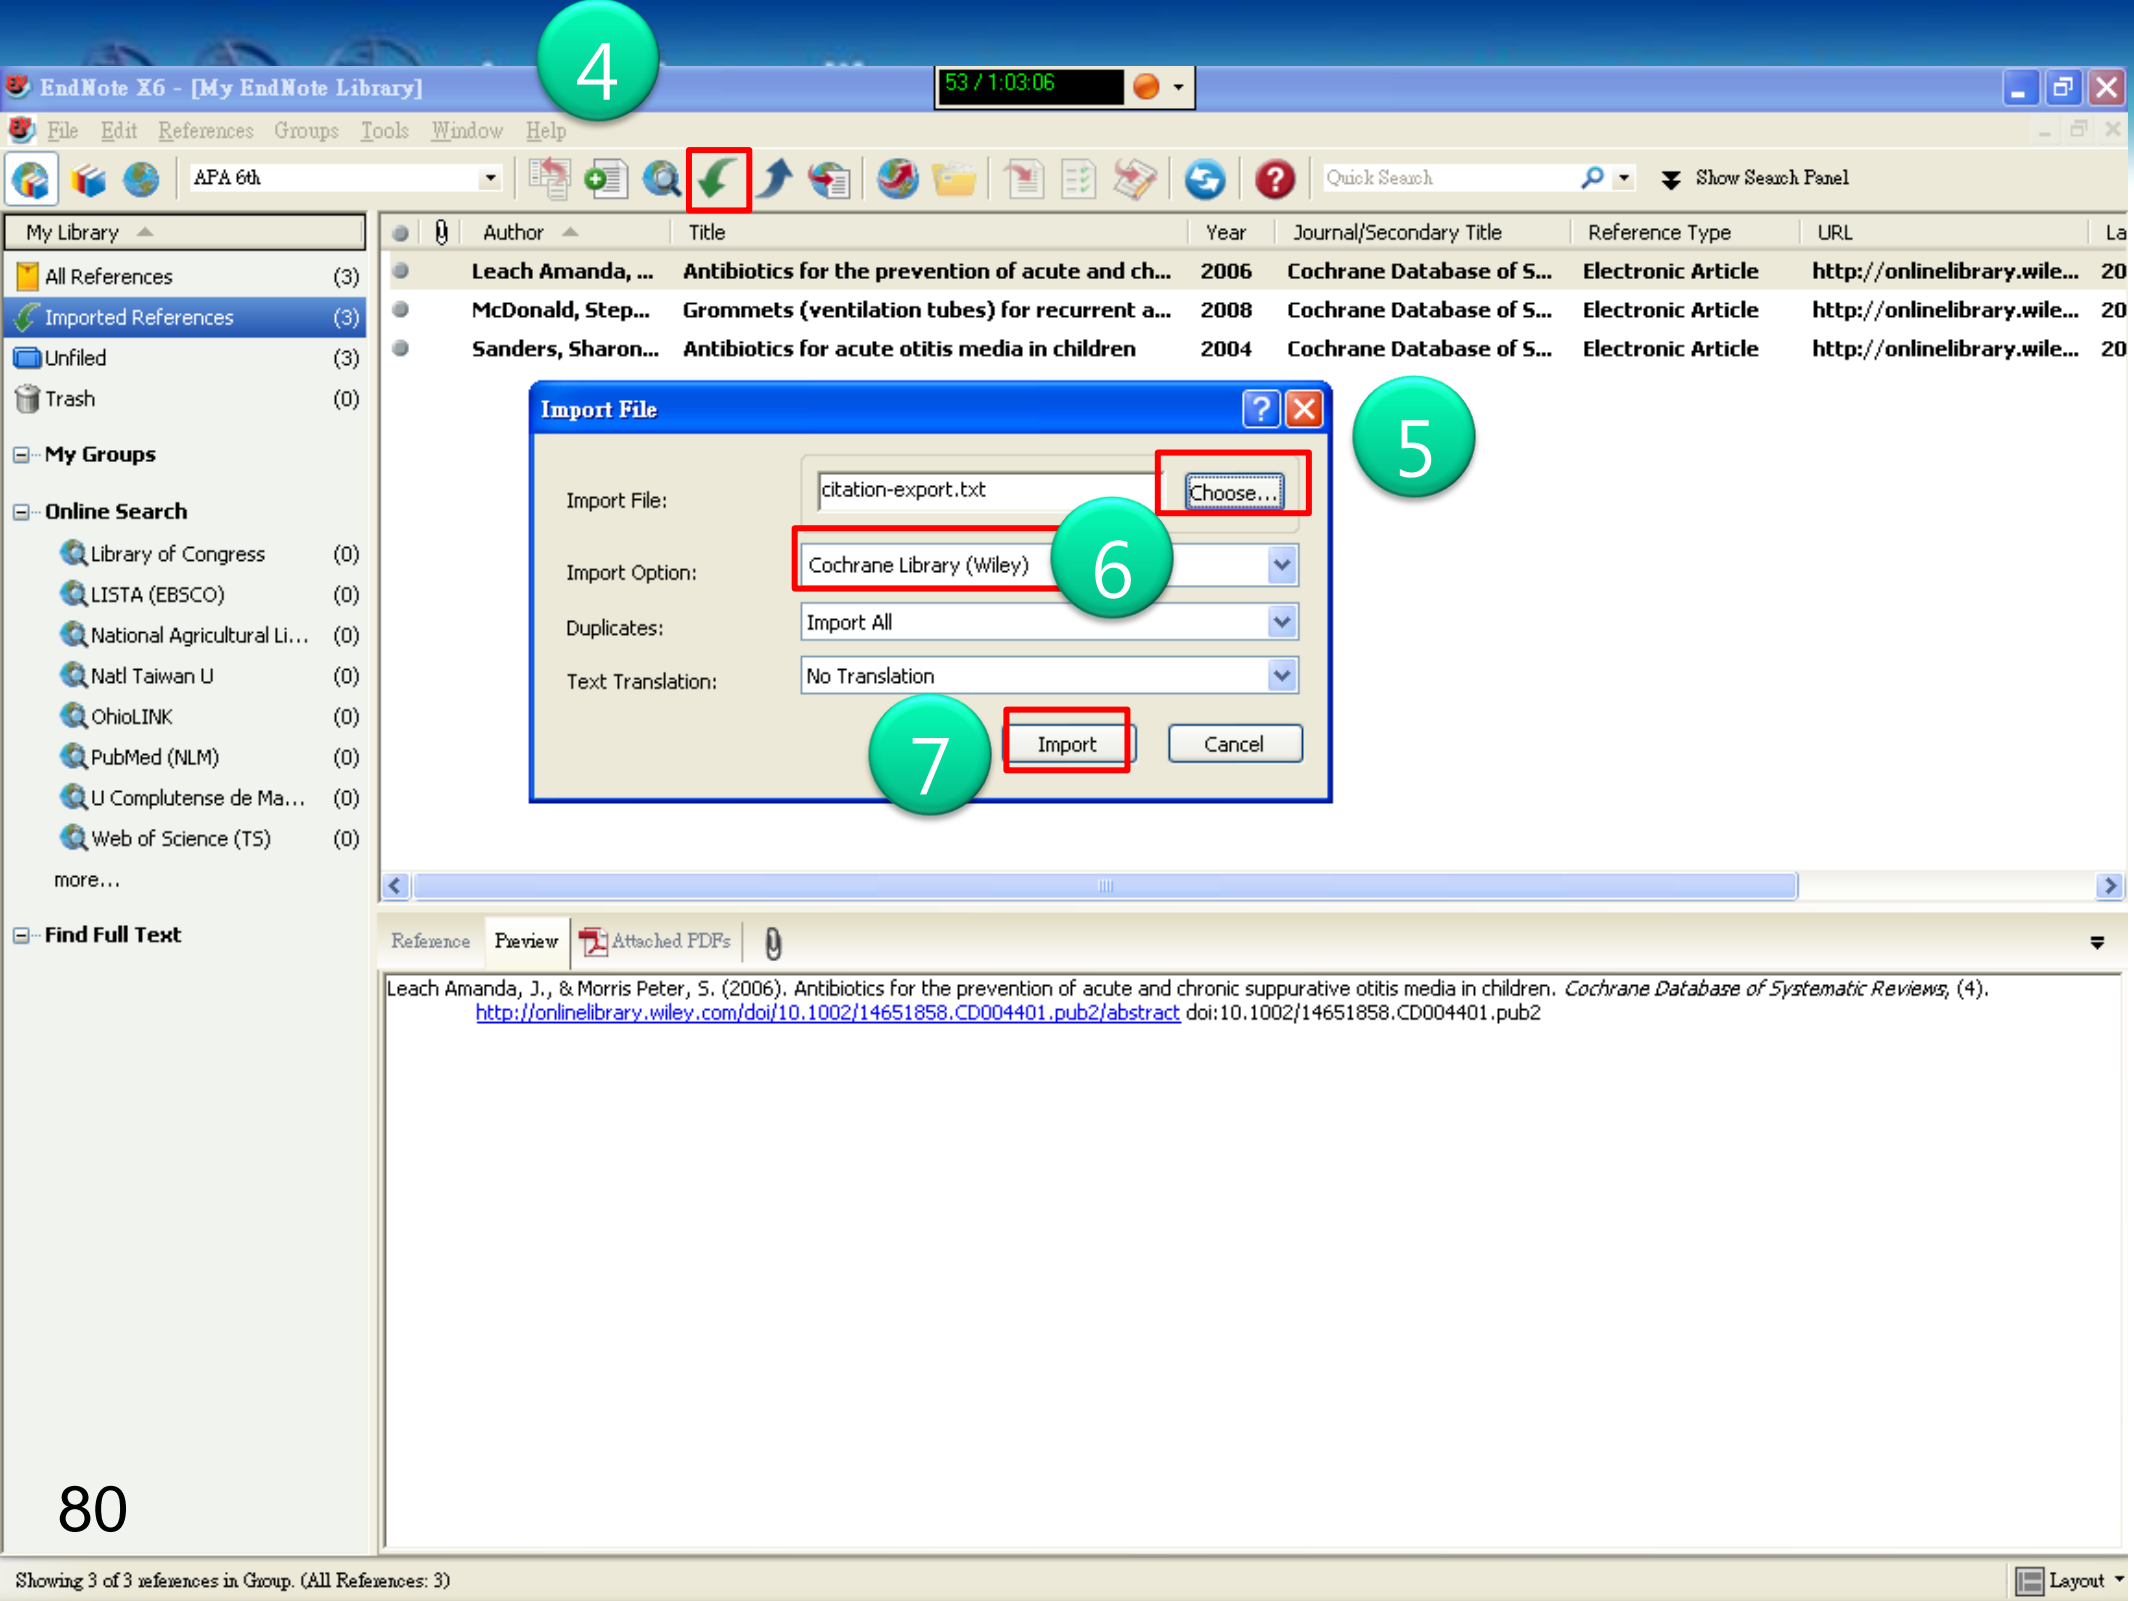 4
EndNote X6 - [My EndNote Library]
53 / 1:03:06
File Edit References Groups Tools Window Help
APA 6th
Quick Search
Show Search Panel
My Library
Author Title Year Journal/Secondary Title Reference Type URL La
All References (3)
Imported References (3)
Unfiled (3)
Trash (0)
My Groups
Online Search
Library of Congress (0)
LISTA (EBSCO) (0)
National Agricultural Li... (0)
Natl Taiwan U (0)
OhioLINK (0)
PubMed (NLM) (0)
U Complutense de Ma... (0)
Web of Science (TS) (0)
more...
Find Full Text
Leach Amanda, ... Antibiotics for the prevention of acute and ch... 2006 Cochrane Database of S... Electronic Article http://onlinelibrary.wile... 20
McDonald, Step... Grommets (ventilation tubes) for recurrent a... 2008 Cochrane Database of S... Electronic Article http://onlinelibrary.wile... 20
Sanders, Sharon... Antibiotics for acute otitis media in children 2004 Cochrane Database of S... Electronic Article http://onlinelibrary.wile... 20
Import File
5
Import File: citation-export.txt Choose...
Import Option: Cochrane Library (Wiley)
6
Duplicates: Import All
Text Translation: No Translation
7
Import Cancel
Reference Preview Attached PDFs
Leach Amanda, J., & Morris Peter, S. (2006). Antibiotics for the prevention of acute and chronic suppurative otitis media in children. Cochrane Database of Systematic Reviews, (4).
http://onlinelibrary.wiley.com/doi/10.1002/14651858.CD004401.pub2/abstract doi:10.1002/14651858.CD004401.pub2
80
Showing 3 of 3 references in Group. (All References: 3)
Layout